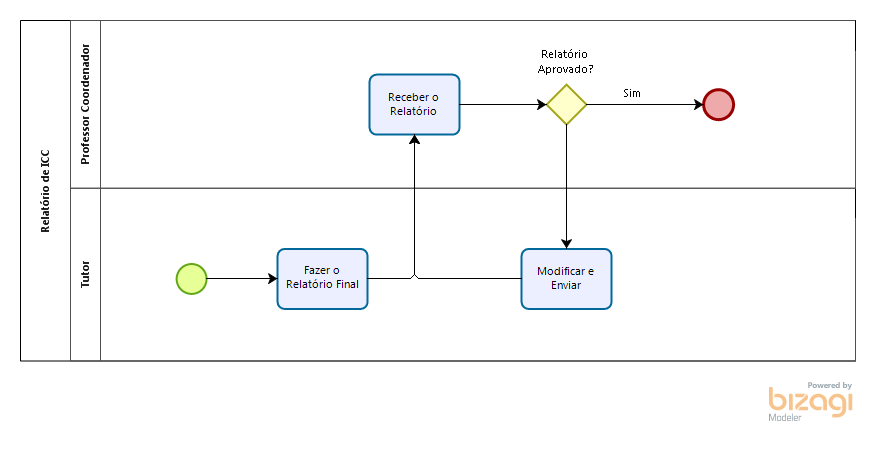 Relatório de ICC
Professor Coordenador
Receber o
Relatório
Relatório
Aprovado?
Sim
Tutor
Fazer o
Relatório Final
Modificar e
Enviar
Powered by
bizagi
Modeler